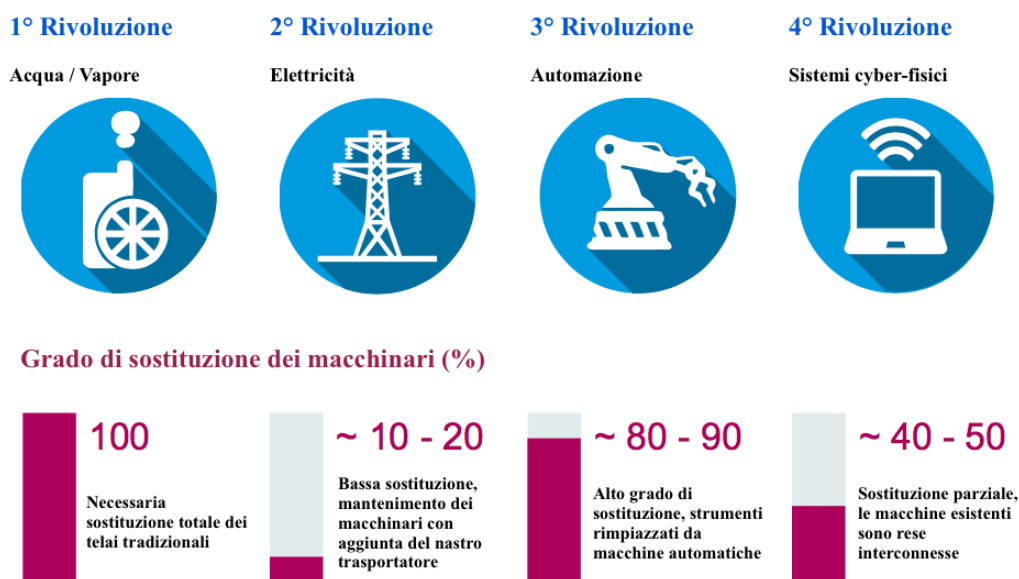 1° Rivoluzione
2° Rivoluzione
3° Rivoluzione
4° Rivoluzione
Acqua / Vapore
Elettricità
Automazione
Sistemi cyber-fisici
Grado di sostituzione dei macchinari (%)
100
Necessaria
sostituzione totale dei
telai tradizionali
~ 10 - 20
Bassa sostituzione,
mantenimento dei
macchinari con
aggiunta del nastro
trasportatore
~ 80 - 90
Alto grado di
sostituzione, strumenti
rimpiazzati da
macchine automatiche
~ 40 - 50
Sostituzione parziale,
le macchine esistenti
sono rese
interconnesse